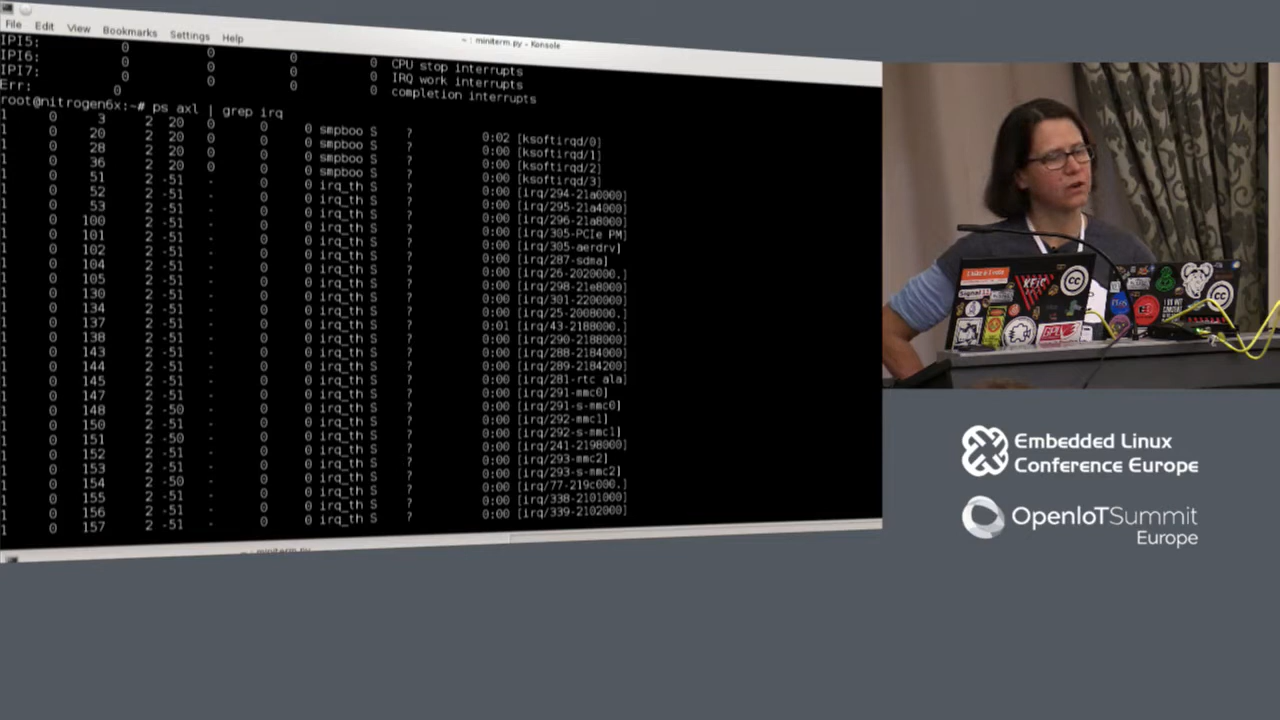 File Edit View Bookmarks Settings Help
~ : miniterm.py - Konsole
IPI5: 0 0 0 0 CPU stop interrupts
IPI6: 0 0 0 0 IRQ work interrupts
IPI7: 0 0 0 0 completion interrupts
Err: 0
root@nitrogen6x:~# ps axl | grep irq
1 0 3 2 20 0 0 0 smpboo S ? 0:02 [ksoftirqd/0]
1 0 20 2 20 0 0 0 smpboo S ? 0:00 [ksoftirqd/1]
1 0 28 2 20 0 0 0 smpboo S ? 0:00 [ksoftirqd/2]
1 0 36 2 20 0 0 0 smpboo S ? 0:00 [ksoftirqd/3]
1 0 51 2 -51 - 0 0 irq_th S ? 0:00 [irq/294-21a0000]
1 0 52 2 -51 - 0 0 irq_th S ? 0:00 [irq/295-21a4000]
1 0 53 2 -51 - 0 0 irq_th S ? 0:00 [irq/296-21a8000]
1 0 100 2 -51 - 0 0 irq_th S ? 0:00 [irq/305-PCIe PM]
1 0 101 2 -51 - 0 0 irq_th S ? 0:00 [irq/305-aerdrv]
1 0 102 2 -51 - 0 0 irq_th S ? 0:00 [irq/287-sdma]
1 0 104 2 -51 - 0 0 irq_th S ? 0:00 [irq/26-2020000.]
1 0 105 2 -51 - 0 0 irq_th S ? 0:00 [irq/298-21e8000]
1 0 130 2 -51 - 0 0 irq_th S ? 0:00 [irq/301-2200000]
1 0 134 2 -51 - 0 0 irq_th S ? 0:00 [irq/25-2008000.]
1 0 137 2 -51 - 0 0 irq_th S ? 0:01 [irq/43-2188000.]
1 0 138 2 -51 - 0 0 irq_th S ? 0:00 [irq/290-2188000]
1 0 143 2 -51 - 0 0 irq_th S ? 0:00 [irq/288-2184000]
1 0 144 2 -51 - 0 0 irq_th S ? 0:00 [irq/289-2184200]
1 0 145 2 -51 - 0 0 irq_th S ? 0:00 [irq/281-rtc ala]
1 0 147 2 -51 - 0 0 irq_th S ? 0:00 [irq/291-mmc0]
1 0 148 2 -50 - 0 0 irq_th S ? 0:00 [irq/291-s-mmc0]
1 0 150 2 -51 - 0 0 irq_th S ? 0:00 [irq/292-mmc1]
1 0 151 2 -50 - 0 0 irq_th S ? 0:00 [irq/292-s-mmc1]
1 0 152 2 -51 - 0 0 irq_th S ? 0:00 [irq/241-2198000]
1 0 153 2 -51 - 0 0 irq_th S ? 0:00 [irq/293-mmc2]
1 0 154 2 -50 - 0 0 irq_th S ? 0:00 [irq/293-s-mmc2]
1 0 155 2 -51 - 0 0 irq_th S ? 0:00 [irq/77-219c000.]
1 0 156 2 -51 - 0 0 irq_th S ? 0:00 [irq/338-2101000]
1 0 157 2 -51 - 0 0 irq_th S ? 0:00 [irq/339-2102000]
CC
CC
Embedded Linux
Conference Europe
OpenIoTSummit
Europe